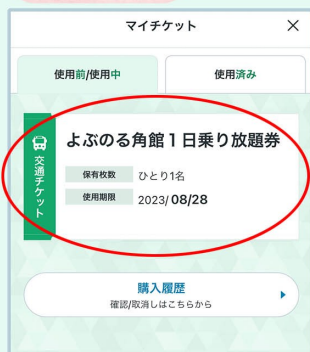 マイチケット ×
使用前/使用中 使用済み
交通チケット
よぶのる角館1日乗り放題券
保有枚数 ひとり1名
使用期限 2023/08/28
購入履歴
確認/取消しはこちらから